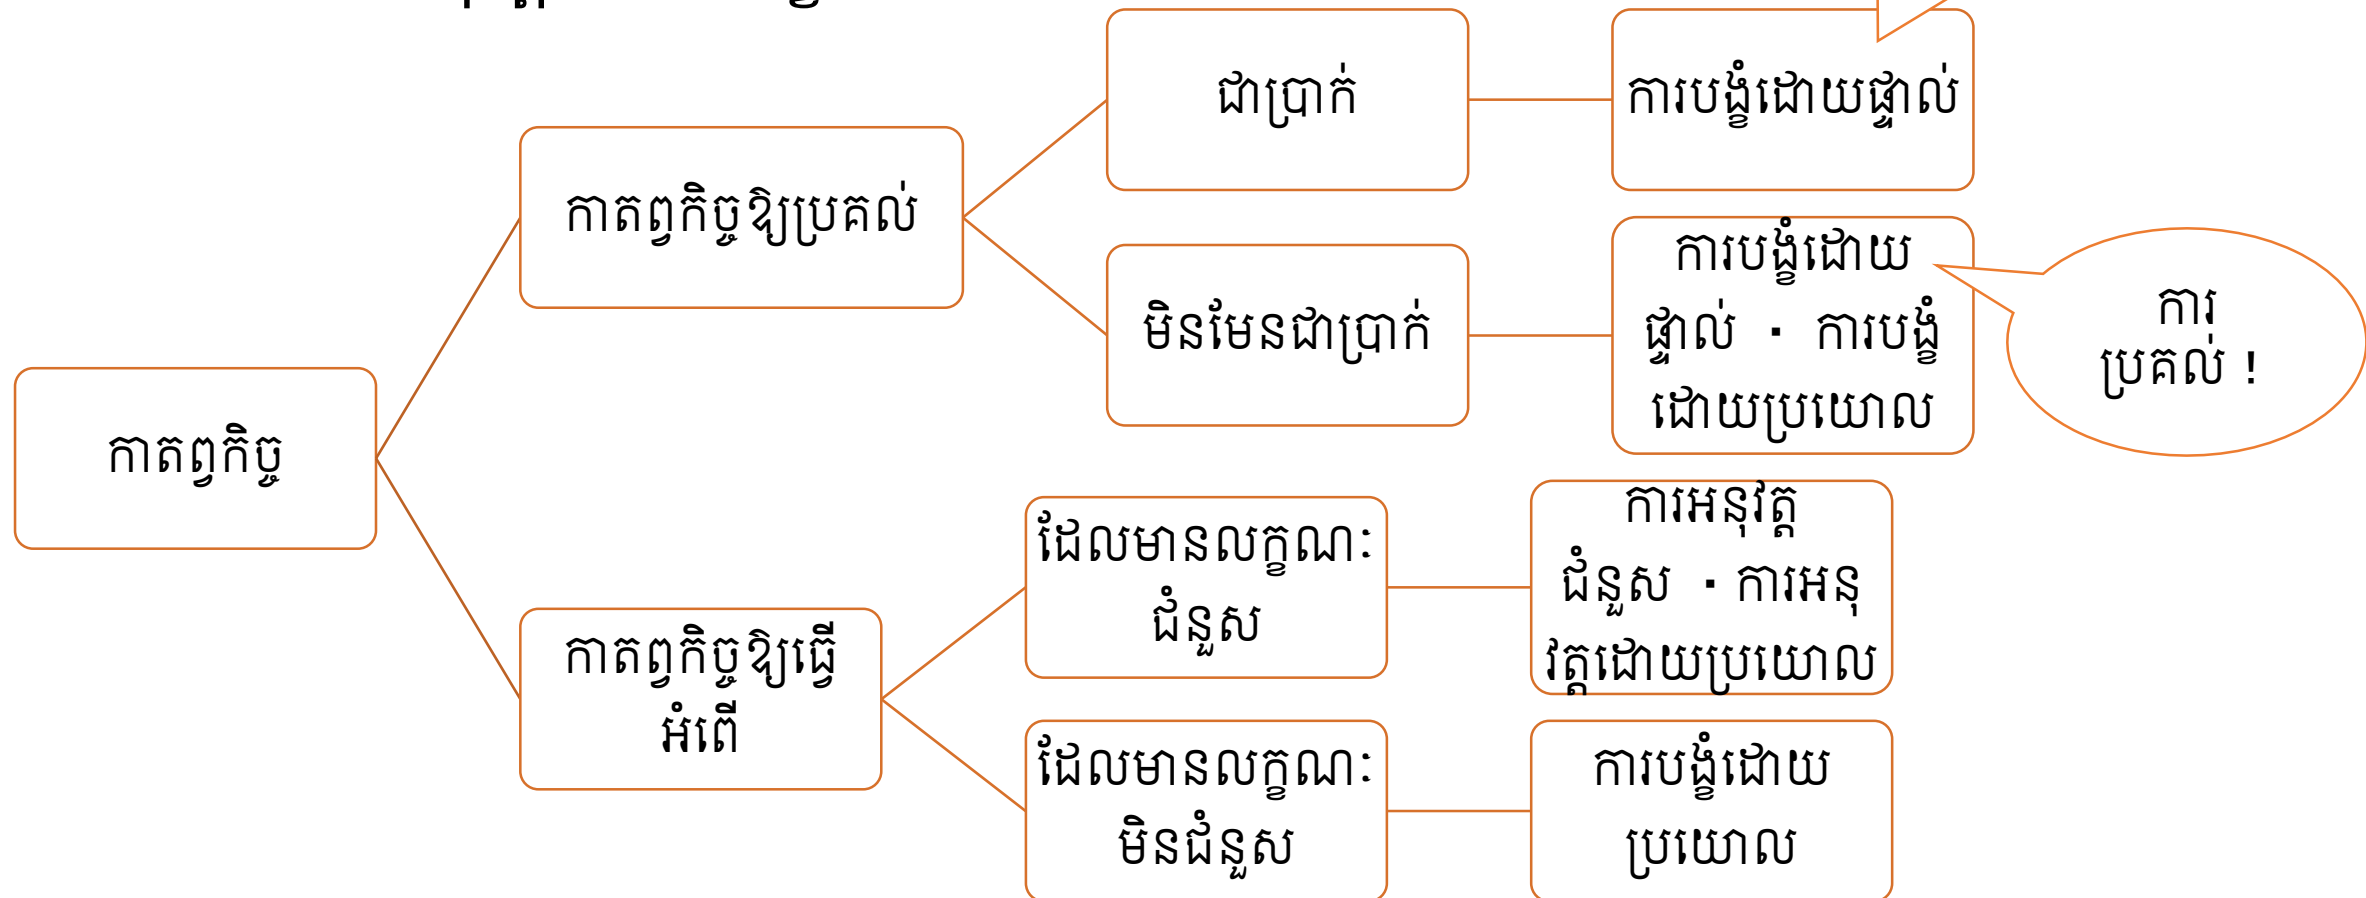 ជាប្រាក់
ការបង្ខំដោយផ្ទាល់
កាតព្វកិច្ចឱ្យប្រគល់
មិនមែនជាប្រាក់
ការបង្ខំដោយ
ផ្ទាល់ ・ ការបង្ខំ
ដោយប្រយោល
ការ
ប្រគល់ !
កាតព្វកិច្ច
កាតព្វកិច្ចឱ្យធ្វើ
អំពើ
ដែលមានលក្ខណៈ
ជំនួស
ការអនុវត្ត
ជំនួស ・ការអនុ
វត្តដោយប្រយោល
ដែលមានលក្ខណៈ
មិនជំនួស
ការបង្ខំដោយ
ប្រយោល